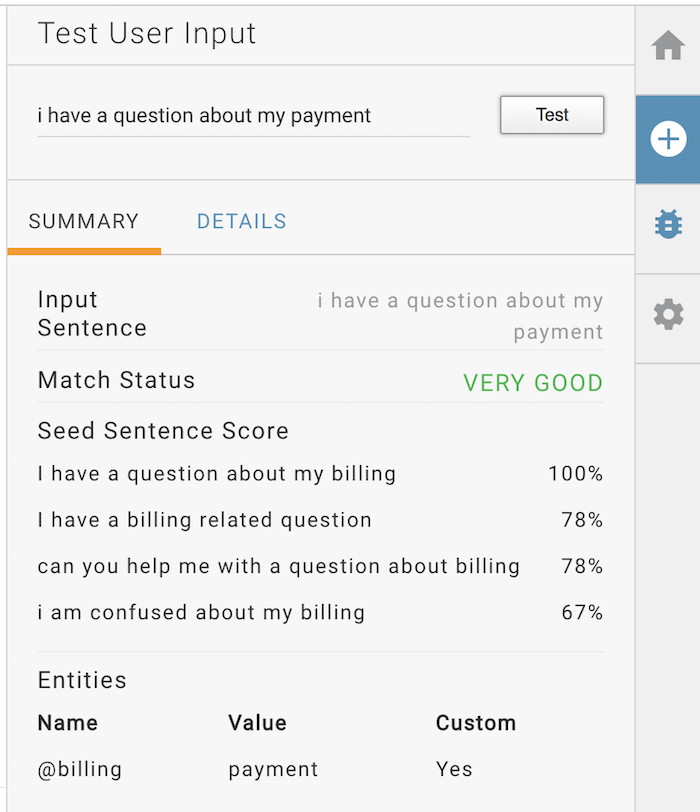 Test User Input
i have a question about my payment
Test
SUMMARY
DETAILS
Input
Sentence
i have a question about my
payment
Match Status
VERY GOOD
Seed Sentence Score
I have a question about my billing 100%
I have a billing related question 78%
can you help me with a question about billing 78%
i am confused about my billing 67%
Entities
Name Value Custom
@billing payment Yes